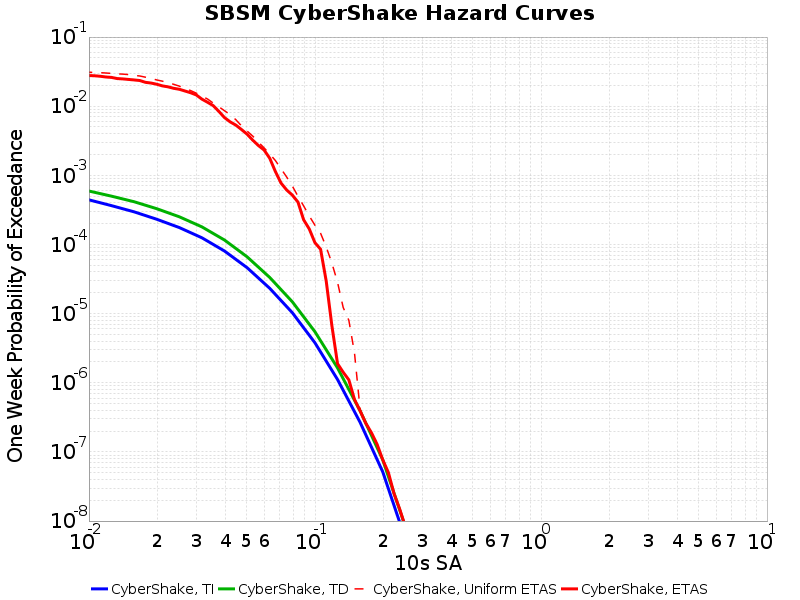 SBSM CyberShake Hazard Curves
One Week Probability of Exceedance
10^-1
10^-2
10^-3
10^-4
10^-5
10^-6
10^-7
10^-8
10^-2 2 3 4 5 6 10^-1 2 3 4 5 6 7 10^0 2 3 4 5 6 7 10^1
10s SA
CyberShake, TI CyberShake, TD CyberShake, Uniform ETAS CyberShake, ETAS